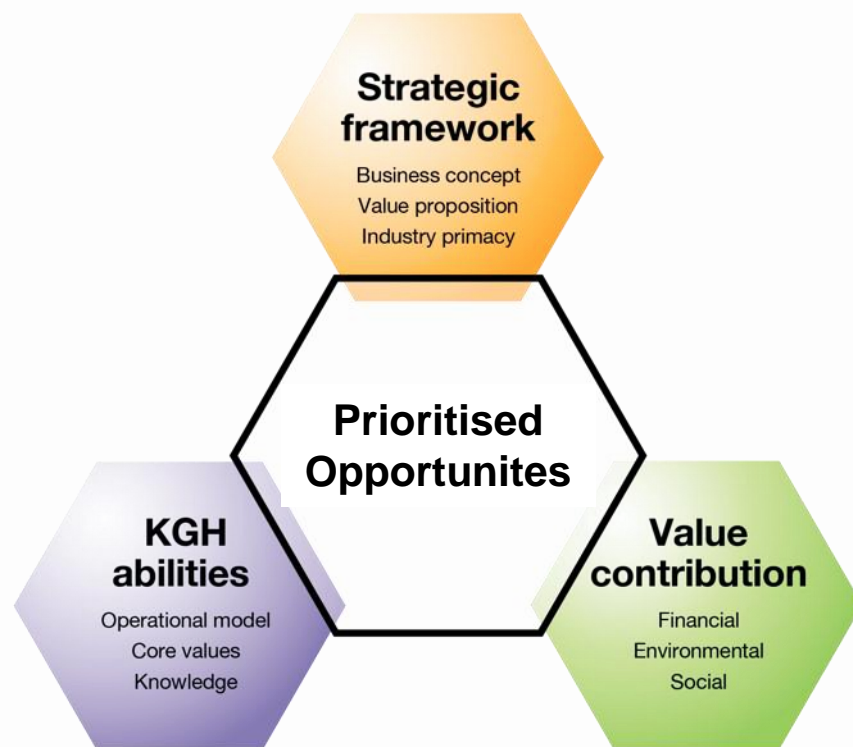 Strategic
framework
Business concept
Value proposition
Industry primacy
Prioritised
Opportunites
KGH
abilities
Operational model
Core values
Knowledge
Value
contribution
Financial
Environmental
Social